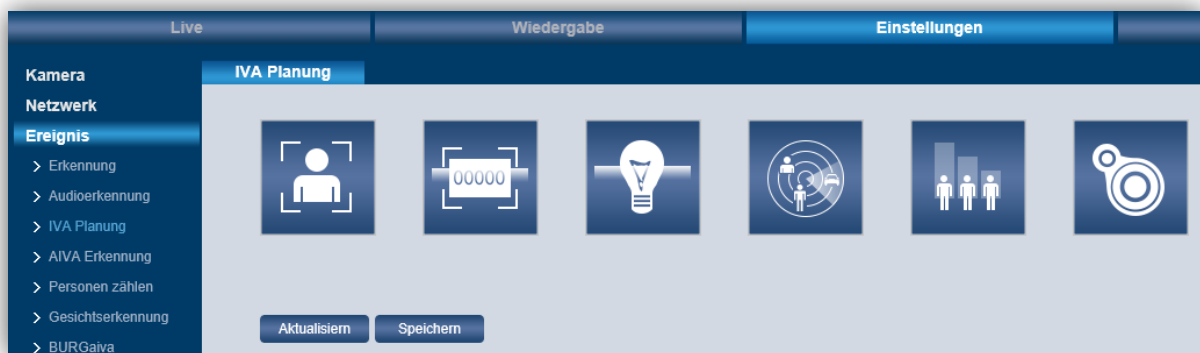 Live
Wiedergabe
Einstellungen
Kamera
Netzwerk
Ereignis
Erkennung
Audioerkennung
IVA Planung
AIVA Erkennung
Personen zählen
Gesichtserkennung
BURGaiva
IVA Planung
00000
Aktualisiern
Speichern